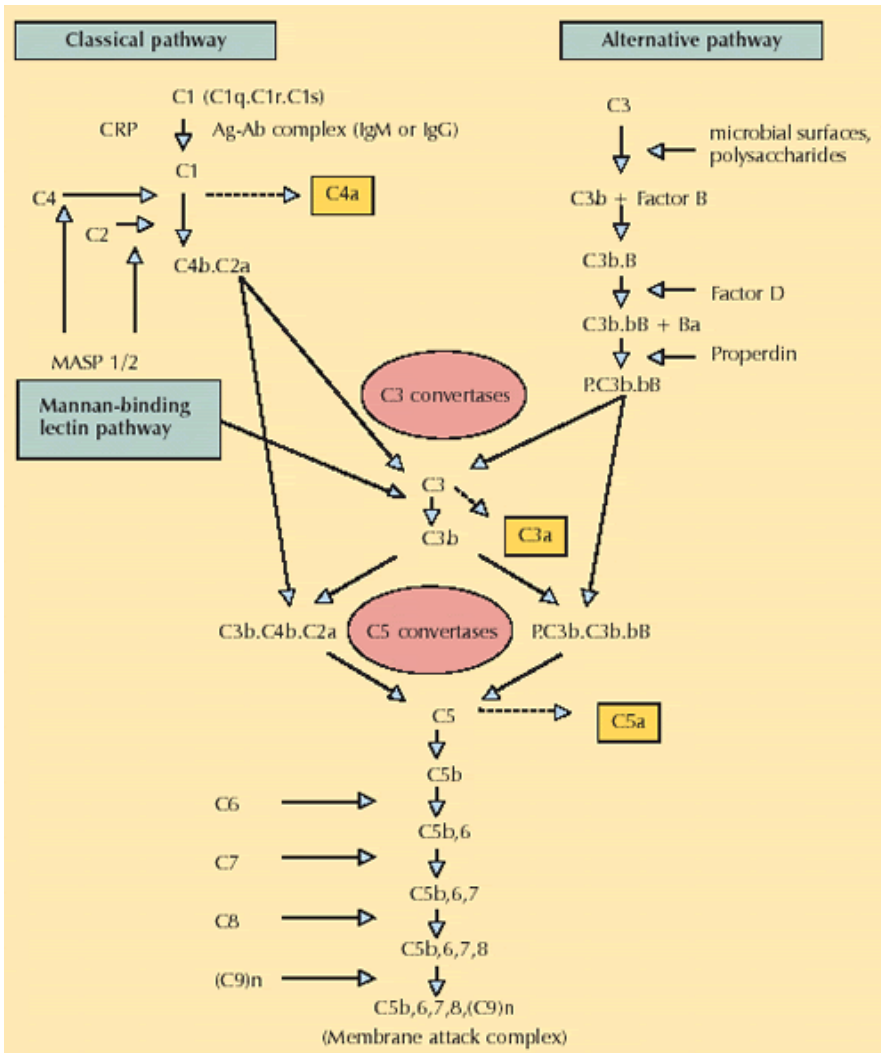 Classical pathway
Alternative pathway
C1 (C1q.C1r.C1s)
CRP
Ag-Ab complex (IgM or IgG)
C1
C4
C4a
C2
C4b.C2a
MASP 1/2
Mannan-binding
lectin pathway
C3
microbial surfaces,
polysaccharides
C3b + Factor B
C3b.B
Factor D
C3b.bB + Ba
Properdin
P.C3b.bB
C3 convertases
C3
C3b
C3a
C3b.C4b.C2a
C5 convertases
P.C3b.C3b.bB
C5
C5a
C5b
C6
C5b,6
C7
C5b,6,7
C8
C5b,6,7,8
(C9)n
C5b,6,7,8,(C9)n
(Membrane attack complex)